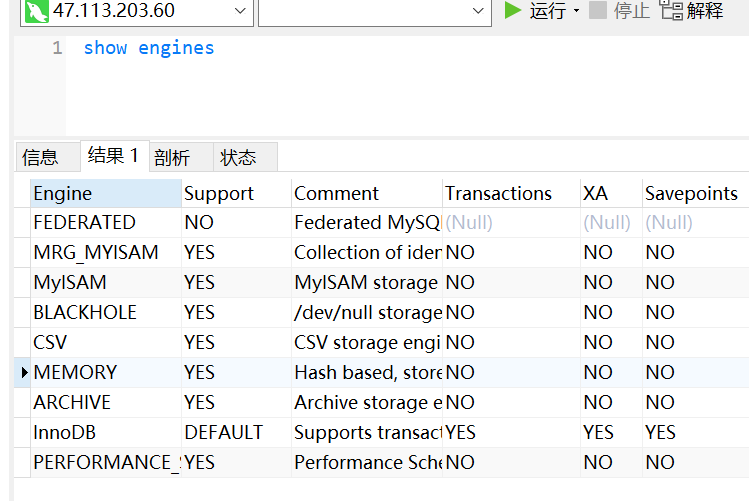 47.113.203.60 运行 停止 解释
1 show engines
信息 结果 1 剖析 状态
Engine Support Comment Transactions XA Savepoints
FEDERATED NO Federated MySQ (Null) (Null) (Null)
MRG_MYISAM YES Collection of iden NO NO NO
MyISAM YES MyISAM storage NO NO NO
BLACKHOLE YES /dev/null storage NO NO NO
CSV YES CSV storage engi NO NO NO
MEMORY YES Hash based, store NO NO NO
ARCHIVE YES Archive storage e NO NO NO
InnoDB DEFAULT Supports transact YES YES YES
PERFORMANCE_S YES Performance Sche NO NO NO